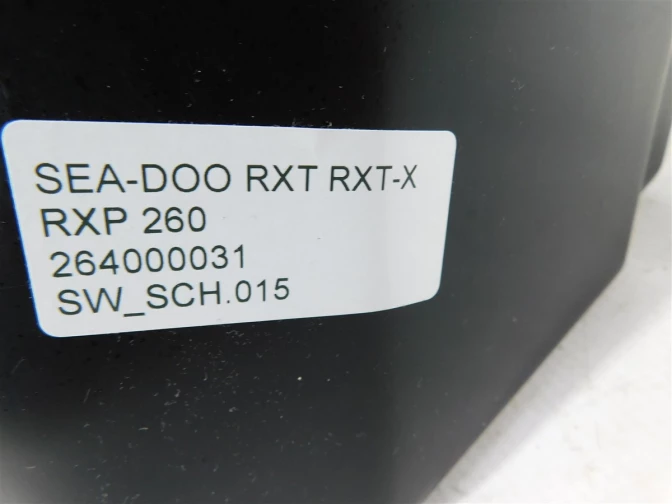 SEA-DOO RXT RXT-X
RXP 260
264000031
SW_SCH.015